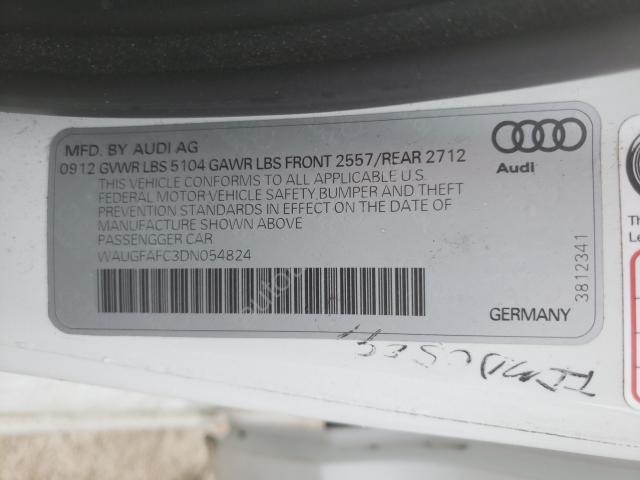 MFD. BY AUDI AG
0912 GVWR LBS 5104 GAWR LBS FRONT 2557/REAR 2712
THIS VEHICLE CONFORMS TO ALL APPLICABLE U.S.
FEDERAL MOTOR VEHICLE SAFETY BUMPER AND THEFT
PREVENTION STANDARDS IN EFFECT ON THE DATE OF
MANUFACTURE SHOWN ABOVE
PASSENGGER CAR
WAUGFAFC3DN054824
Audi
GERMANY
3812341